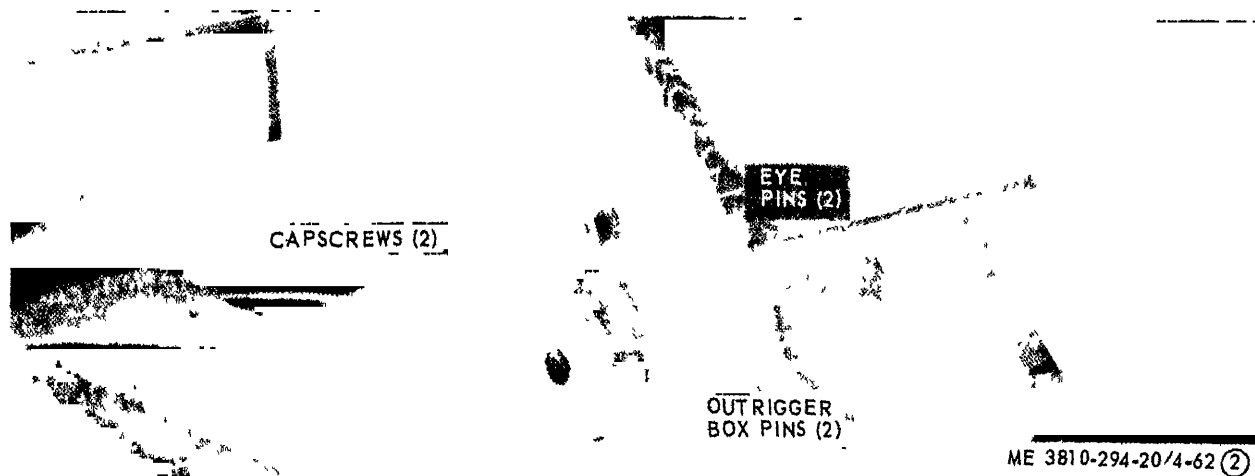 EYE
PINS (2)
CAPSCREWS (2)
OUTRIGGER
BOX PINS (2)
ME 3810-294-20/4-62 ②